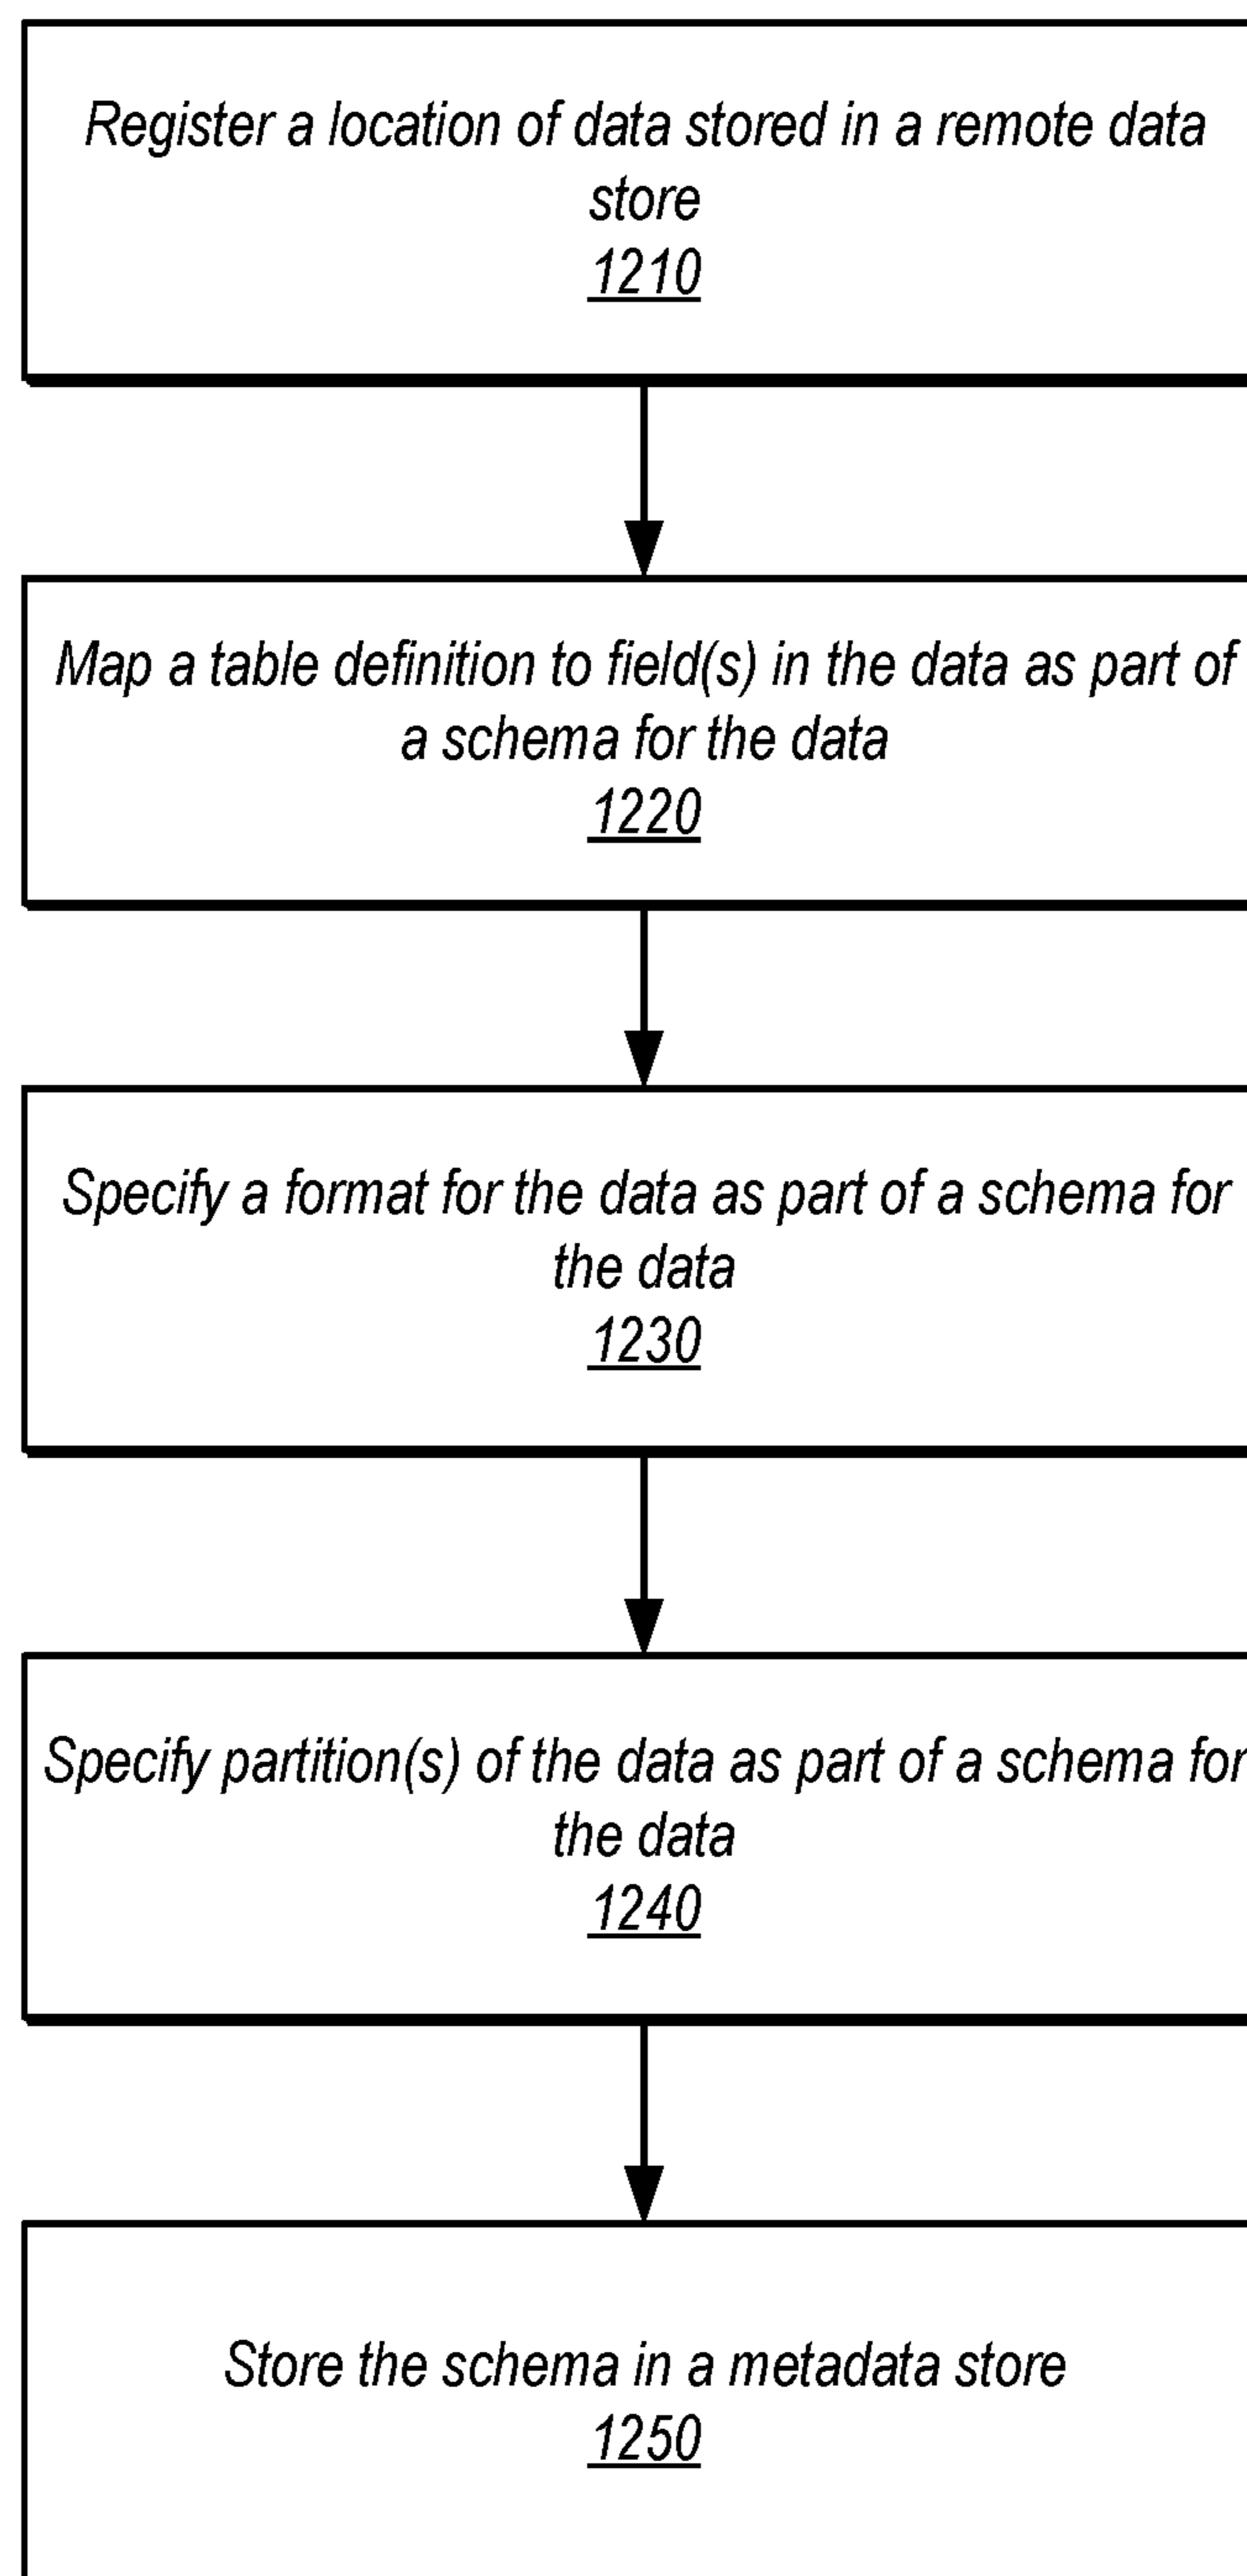 Register a location of data stored in a remote data
store
1210
Map a table definition to field(s) in the data as part of
a schema for the data
1220
Specify a format for the data as part of a schema for
the data
1230
Specify partition(s) of the data as part of a schema for
the data
1240
Store the schema in a metadata store
1250